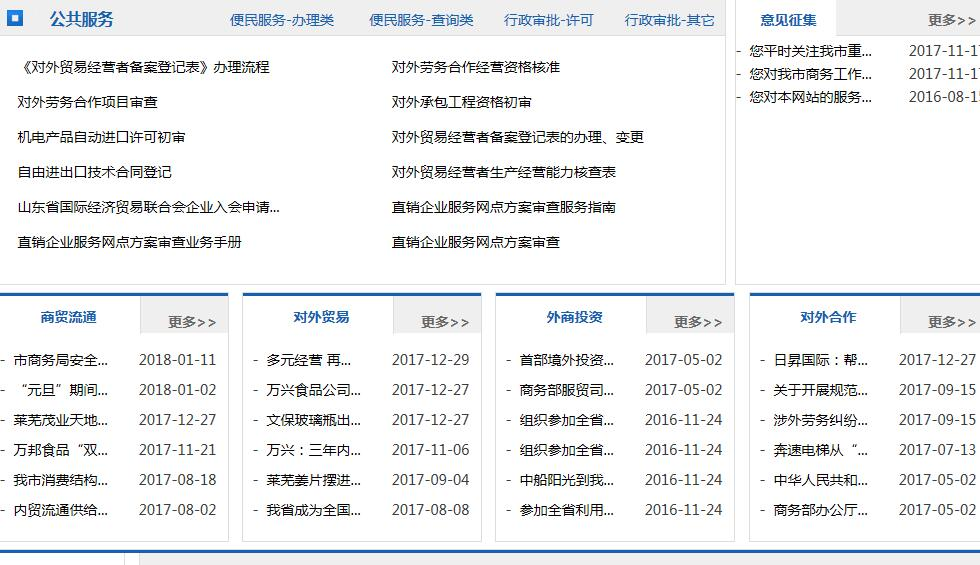 公共服务 便民服务-办理类 便民服务-查询类 行政审批-许可 行政审批-其它
《对外贸易经营者备案登记表》办理流程 对外劳务合作经营资格核准
对外劳务合作项目审查 对外承包工程资格初审
机电产品自动进口许可初审 对外贸易经营者备案登记表的办理、变更
自由进出口技术合同登记 对外贸易经营者生产经营能力核查表
山东省国际经济贸易联合会企业入会申请... 直销企业服务网点方案审查服务指南
直销企业服务网点方案审查业务手册 直销企业服务网点方案审查
意见征集 更多>>
- 您平时关注我市重... 2017-11-1
- 您对我市商务工作... 2017-11-1
- 您对本网站的服务... 2016-08-1
商贸流通 更多>>
- 市商务局安全... 2018-01-11
- “元旦”期间... 2018-01-02
- 莱芜茂业天地... 2017-12-27
- 万邦食品“双... 2017-11-21
- 我市消费结构... 2017-08-18
- 内贸流通供给... 2017-08-02
对外贸易 更多>>
- 多元经营 再... 2017-12-29
- 万兴食品公司... 2017-12-27
- 文保玻璃瓶出... 2017-12-27
- 万兴：三年内... 2017-11-06
- 莱芜姜片摆进... 2017-09-04
- 我省成为全国... 2017-08-08
外商投资 更多>>
- 首部境外投资... 2017-05-02
- 商务部服贸司... 2017-05-02
- 组织参加全省... 2016-11-24
- 组织参加全省... 2016-11-24
- 中船阳光到我... 2016-11-24
- 参加全省利用... 2016-11-24
对外合作 更多>>
- 日昇国际：帮... 2017-12-27
- 关于开展规范... 2017-09-15
- 涉外劳务纠纷... 2017-09-15
- 奔速电梯从“... 2017-07-13
- 中华人民共和... 2017-05-02
- 商务部办公厅... 2017-05-02